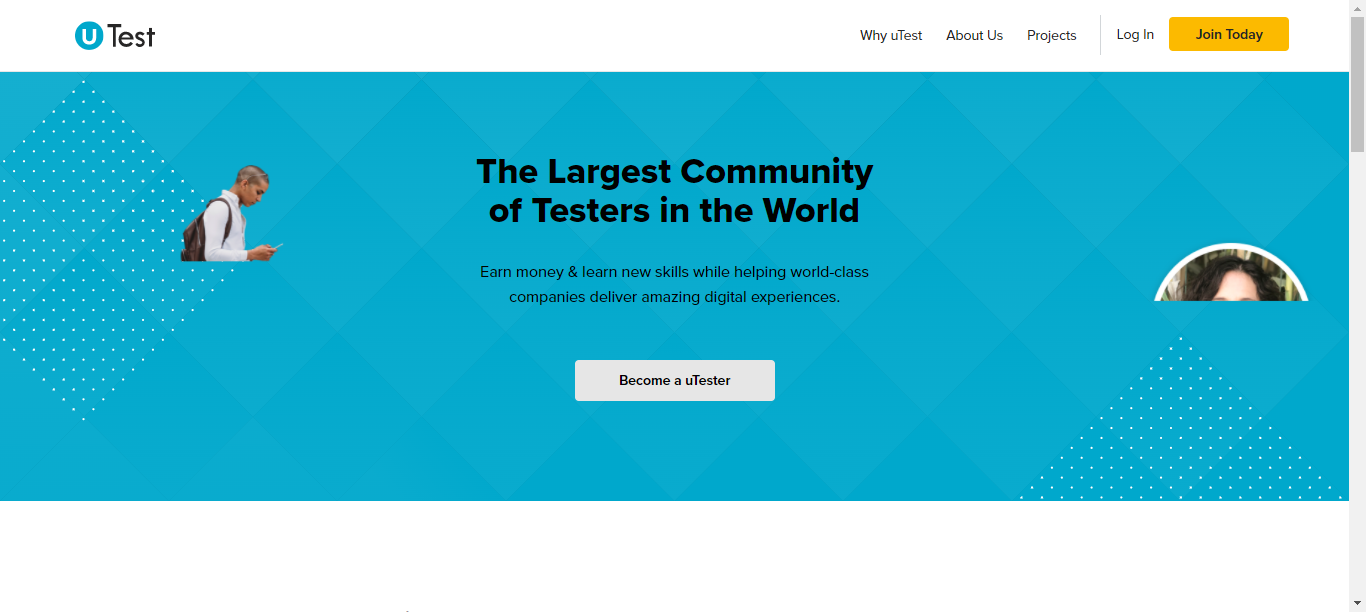 uTest
Why uTest
About Us
Projects
Log In
Join Today
The Largest Community
of Testers in the World
Earn money & learn new skills while helping world-class
companies deliver amazing digital experiences.
Become a uTester